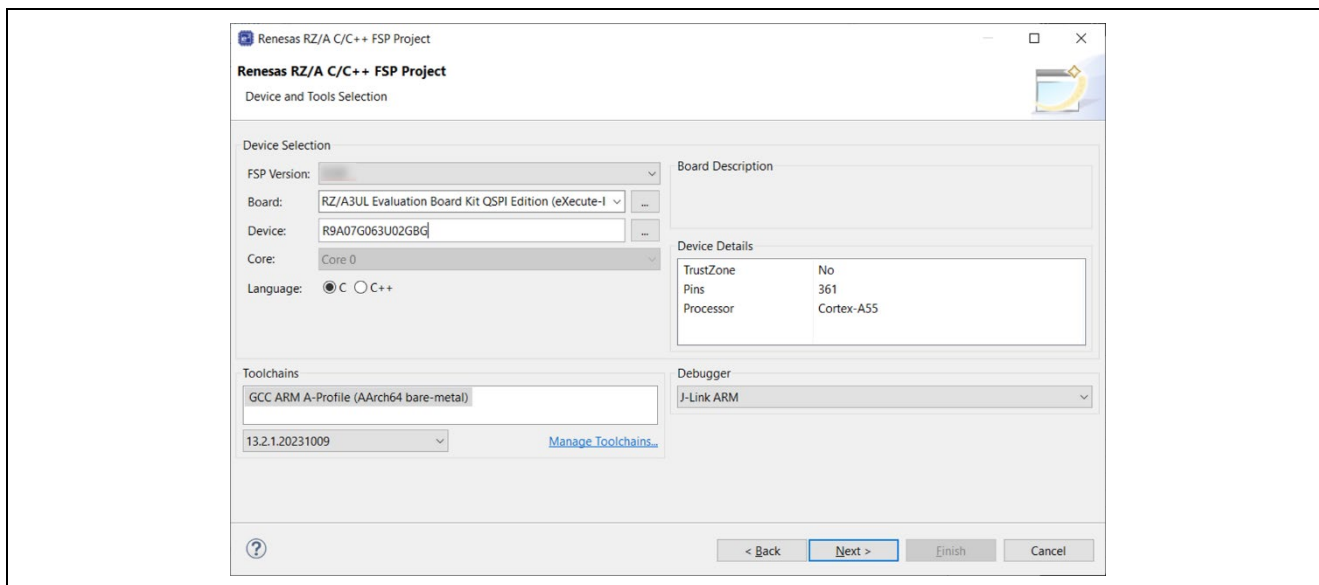 Renesas RZ/A C/C++ FSP Project
Renesas RZ/A C/C++ FSP Project
Device and Tools Selection
Device Selection
FSP Version:
Board: RZ/A3UL Evaluation Board Kit QSPI Edition (eXecute-I ...
Device: R9A07G063U02GBG ...
Core: Core 0
Language: C C++
Board Description
Device Details
TrustZone No
Pins 361
Processor Cortex-A55
Toolchains
GCC ARM A-Profile (AArch64 bare-metal)
13.2.1.20231009 Manage Toolchains...
Debugger
J-Link ARM
? < Back Next > Finish Cancel